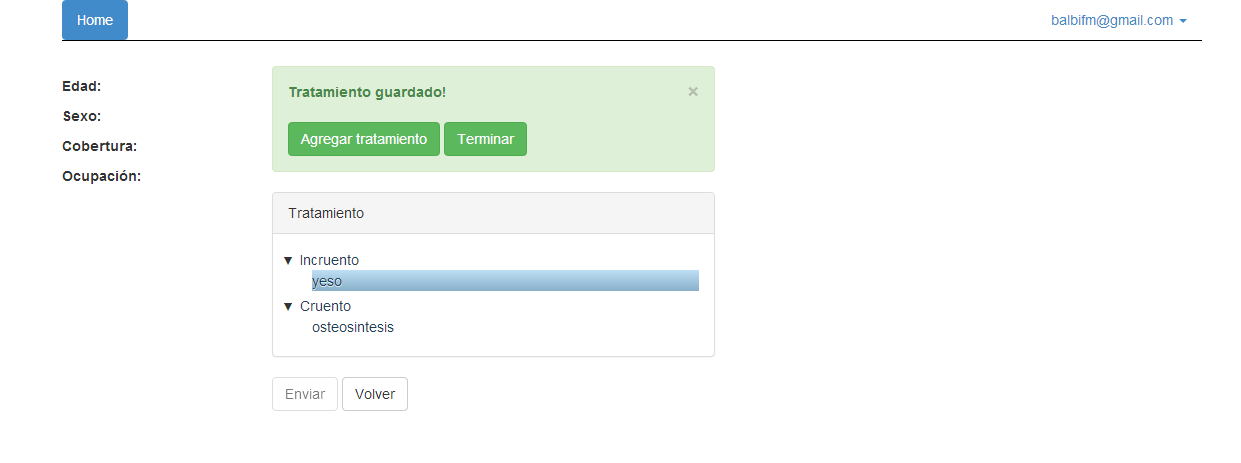 Home
balbifm@gmail.com
Edad:
Sexo:
Cobertura:
Ocupación:
Tratamiento guardado!
×
Agregar tratamiento Terminar
Tratamiento
▼ Incruento
yeso
▼ Cruento
osteosintesis
Enviar Volver